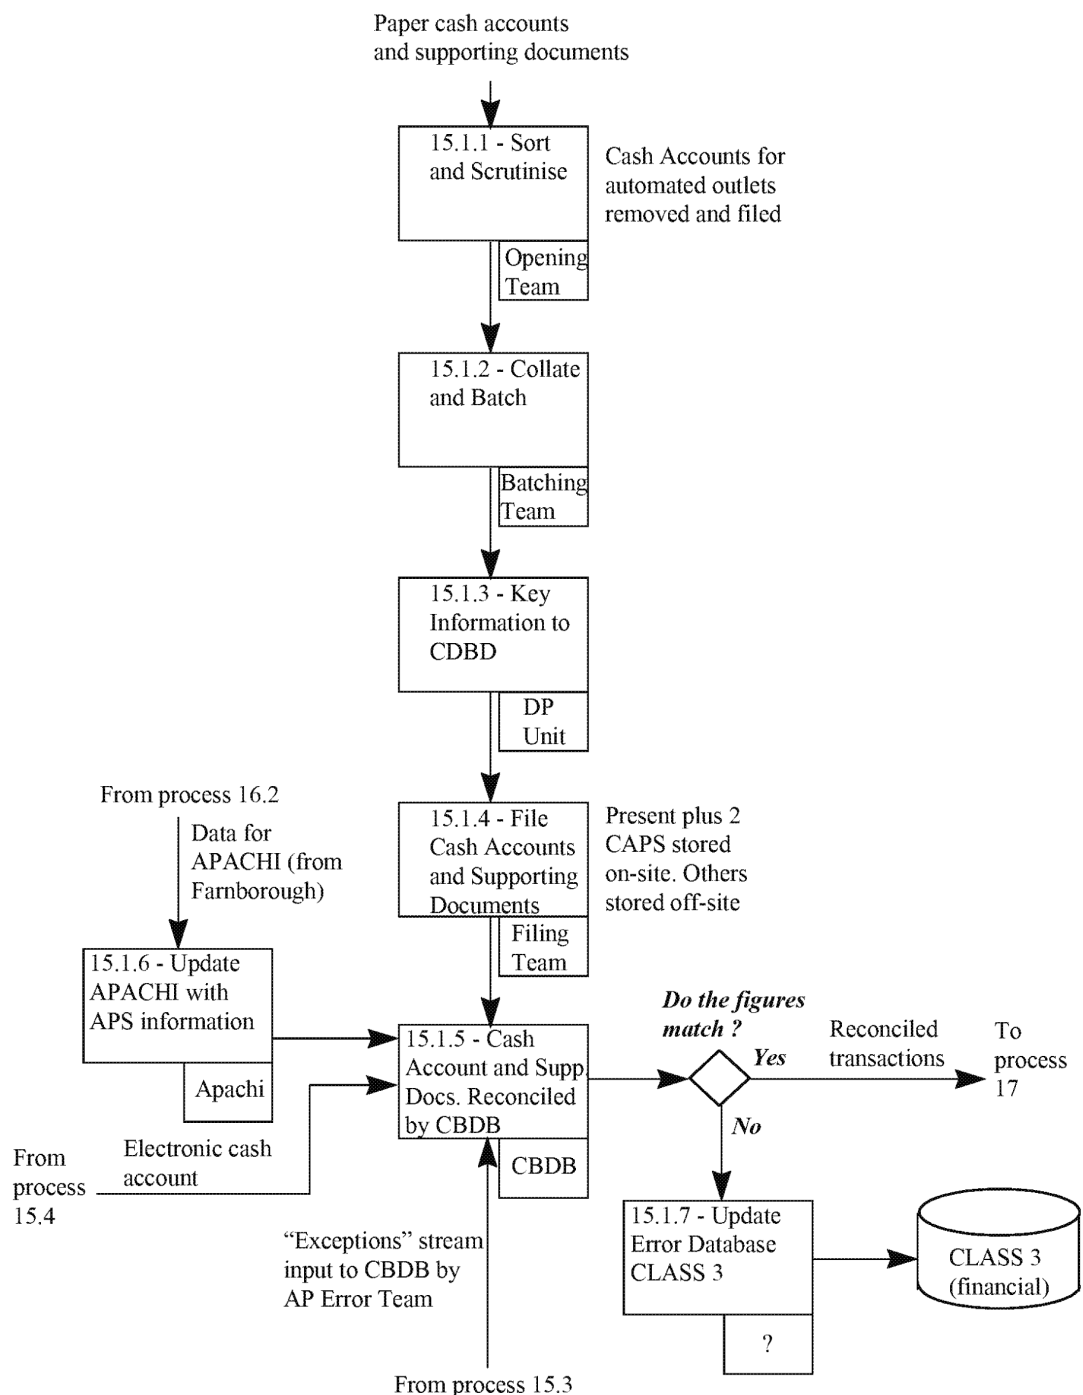 Paper cash accounts
and supporting documents
15.1.1 - Sort
and Scrutinise
Cash Accounts for
automated outlets
removed and filed
Opening
Team
15.1.2 - Collate
and Batch
Batching
Team
15.1.3 - Key
Information to
CDBD
DP
Unit
From process 16.2
Data for
APACHI (from
Farnborough)
15.1.4 - File
Cash Accounts
and Supporting
Documents
Present plus 2
CAPS stored
on-site. Others
stored off-site
Filing
Team
15.1.6 - Update
APACHI with
APS information
Apachi
15.1.5 - Cash
Account and Supp.
Docs. Reconciled
by CBDB
CBDB
Do the figures
match ?
Yes
Reconciled
transactions
To
process
17
No
From
process
15.4
Electronic cash
account
"Exceptions" stream
input to CBDB by
AP Error Team
From process 15.3
15.1.7 - Update
Error Database
CLASS 3
?
CLASS 3
(financial)